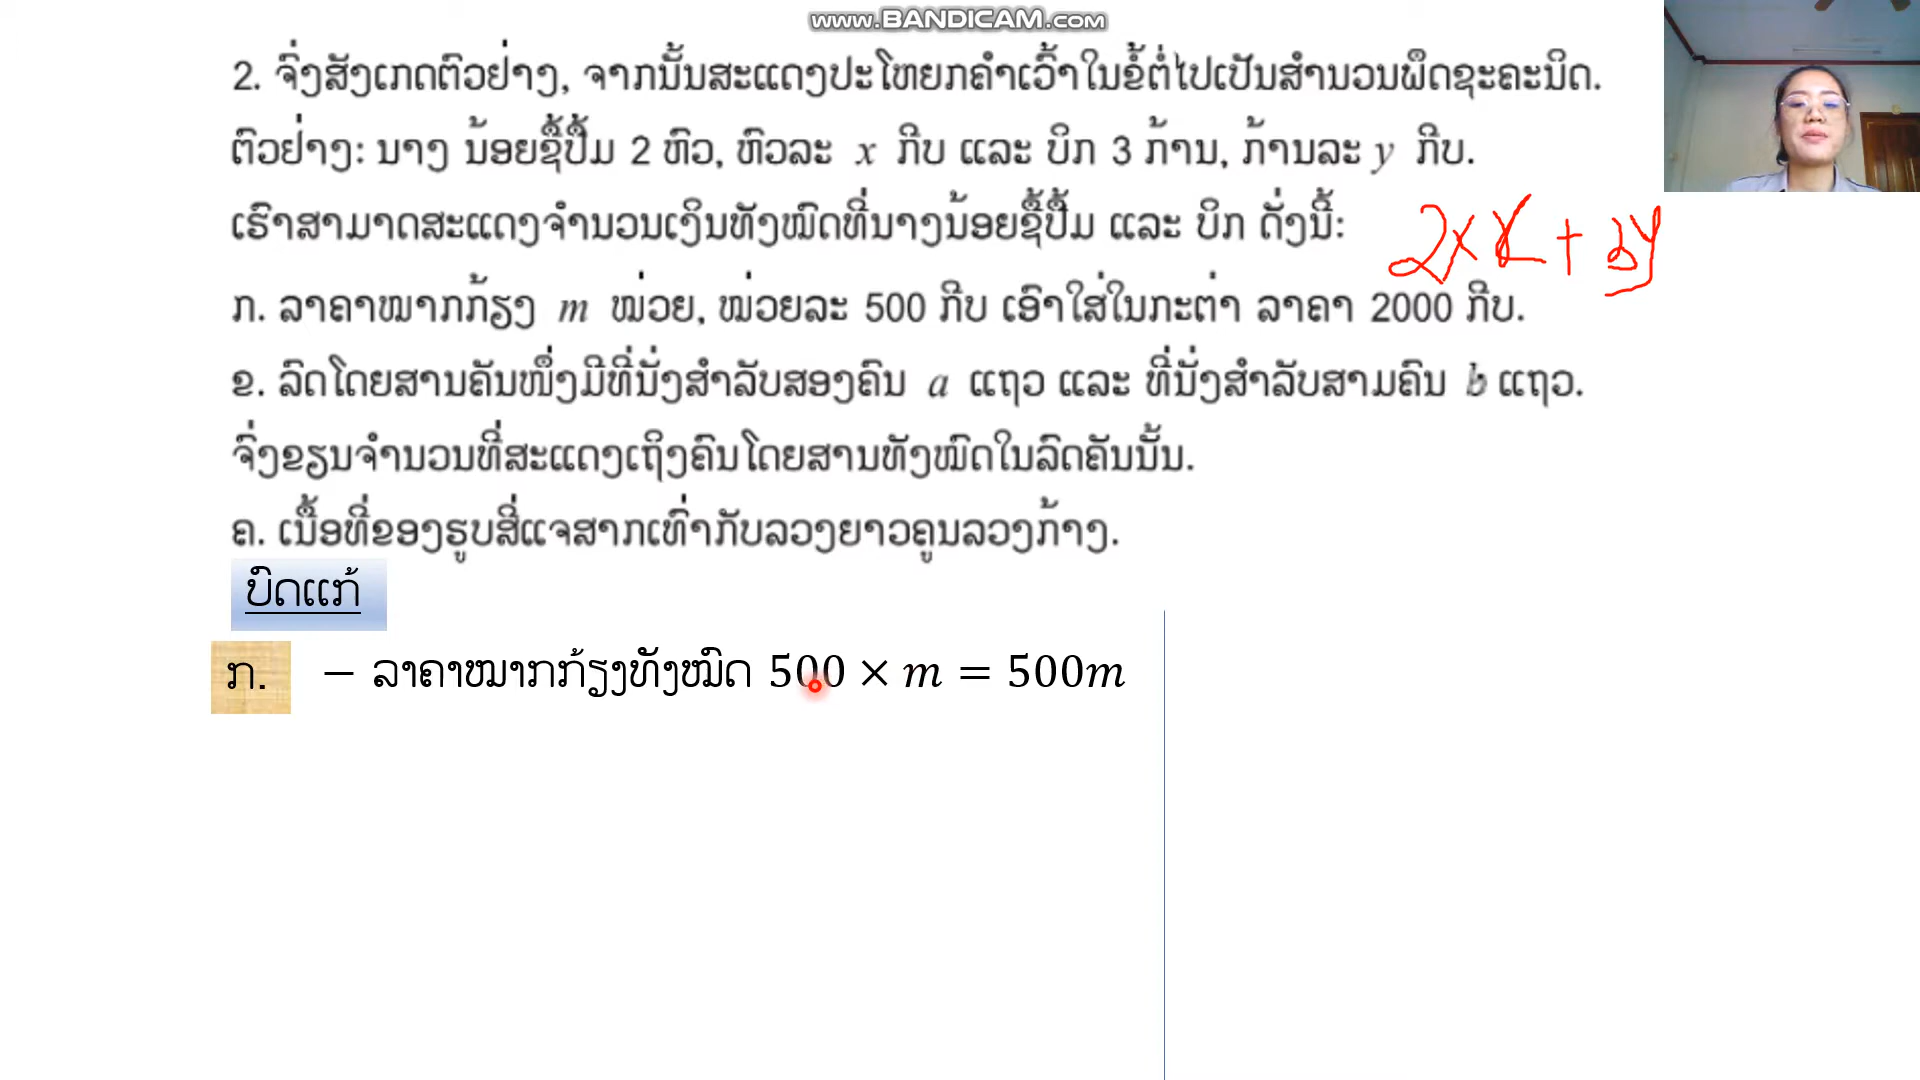 www.BANDICAM.com
2. ຈົ່ງສັງເກດຕົວຢ່າງ, ຈາກນັ້ນສະແດງປະໂຫຍກຄຳເວົ້າໃນຂໍ້ຕໍ່ໄປເປັນສຳນວນພຶດຊະຄະນິດ.
ຕົວຢ່າງ: ນາງ ນ້ອຍຊື້ປຶ້ມ 2 ຫົວ, ຫົວລະ x ກີບ ແລະ ບິກ 3 ກ້ານ, ກ້ານລະ y ກີບ.
ເຮົາສາມາດສະແດງຈຳນວນເງິນທັງໝົດທີ່ນາງນ້ອຍຊື້ປຶ້ມ ແລະ ບິກ ດັ່ງນີ້:
ກ. ລາຄາໝາກກ້ຽງ m ໜ່ວຍ, ໜ່ວຍລະ 500 ກີບ ເອົາໃສ່ໃນກະຕ່າ ລາຄາ 2000 ກີບ.
ຂ. ລົດໂດຍສານຄັນໜຶ່ງມີທີ່ນັ່ງສຳລັບສອງຄົນ a ແຖວ ແລະ ທີ່ນັ່ງສຳລັບສາມຄົນ b ແຖວ.
ຈົ່ງຂຽນຈຳນວນທີ່ສະແດງເຖິງຄົນໂດຍສານທັງໝົດໃນລົດຄັນນັ້ນ.
ຄ. ເນື້ອທີ່ຂອງຮູບສີ່ແຈສາກເທົ່າກັບລວງຍາວຄູນລວງກ້າງ.
ບົດແກ້
ກ. − ລາຄາໝາກກ້ຽງທັງໝົດ 500 × m = 500m